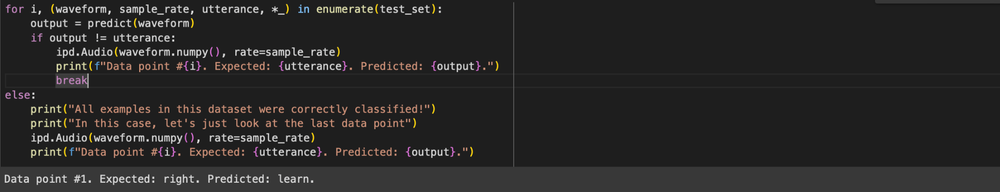 for i, (waveform, sample_rate, utterance, *_) in enumerate(test_set):
    output = predict(waveform)
    if output != utterance:
        ipd.Audio(waveform.numpy(), rate=sample_rate)
        print(f"Data point #{i}. Expected: {utterance}. Predicted: {output}.")
        break
else:
    print("All examples in this dataset were correctly classified!")
    print("In this case, let's just look at the last data point")
    ipd.Audio(waveform.numpy(), rate=sample_rate)
    print(f"Data point #{i}. Expected: {utterance}. Predicted: {output}.")
Data point #1. Expected: right. Predicted: learn.